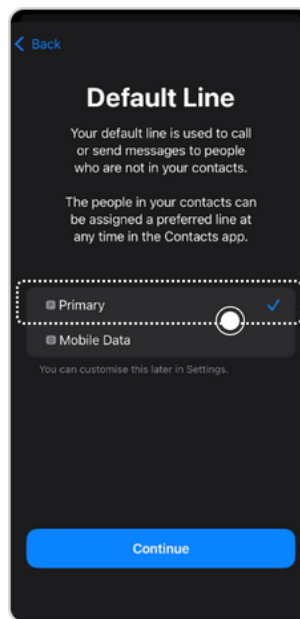 Back
Default Line
Your default line is used to call
or send messages to people
who are not in your contacts.
The people in your contacts can
be assigned a preferred line at
any time in the Contacts app.
Primary
Mobile Data
You can customise this later in Settings.
Continue